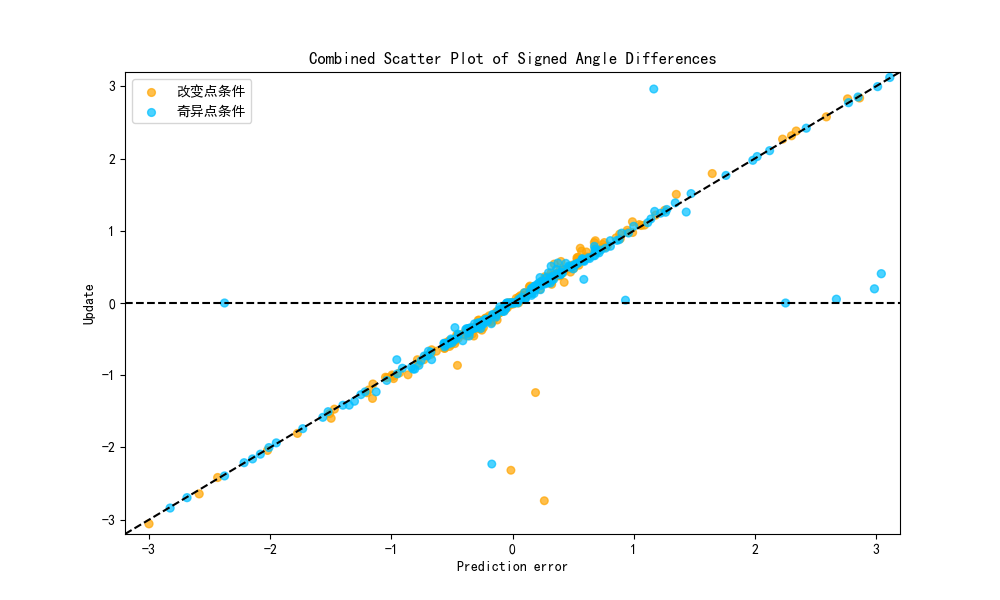 Combined Scatter Plot of Signed Angle Differences
改变点条件
奇异点条件
3
2
1
0
−1
−2
−3
Update
−3 −2 −1 0 1 2 3
Prediction error